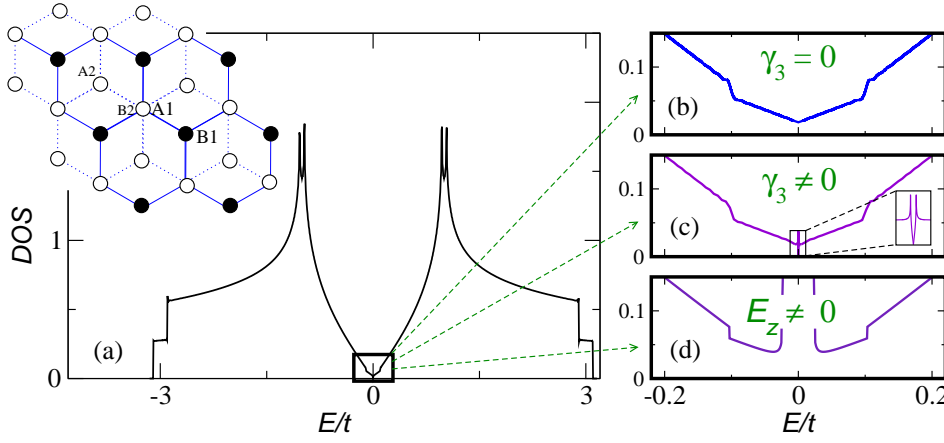 A2
B2
A1
B1
DOS
1
0
(a)
-3
0
3
E/t
0.1
0
(b)
γ₃ = 0
0.1
0
(c)
γ₃ ≠ 0
0.1
0
(d)
E_z ≠ 0
-0.2
0
0.2
E/t